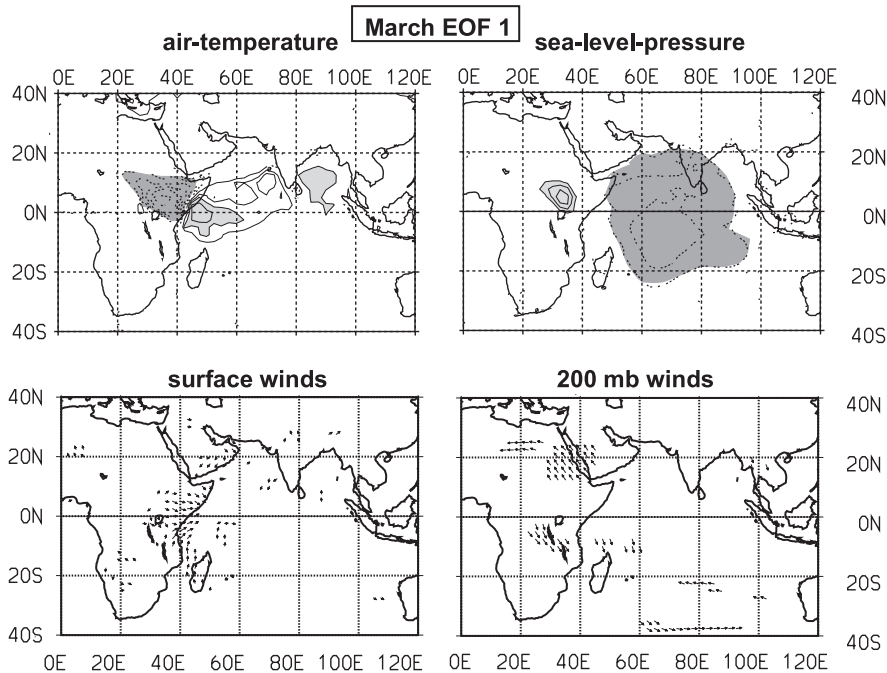 March EOF 1
air-temperature
sea-level-pressure
0E 20E 40E 60E 80E 100E
0E 20E 40E 60E 80E 100E 120E
40N
20N
0N
20S
40S
40N
20N
0N
20S
40S
surface winds
200 mb winds
40N
20N
0N
20S
40S
40N
20N
0N
20S
40S
0E 20E 40E 60E 80E 100E 120E
0E 20E 40E 60E 80E 100E 120E